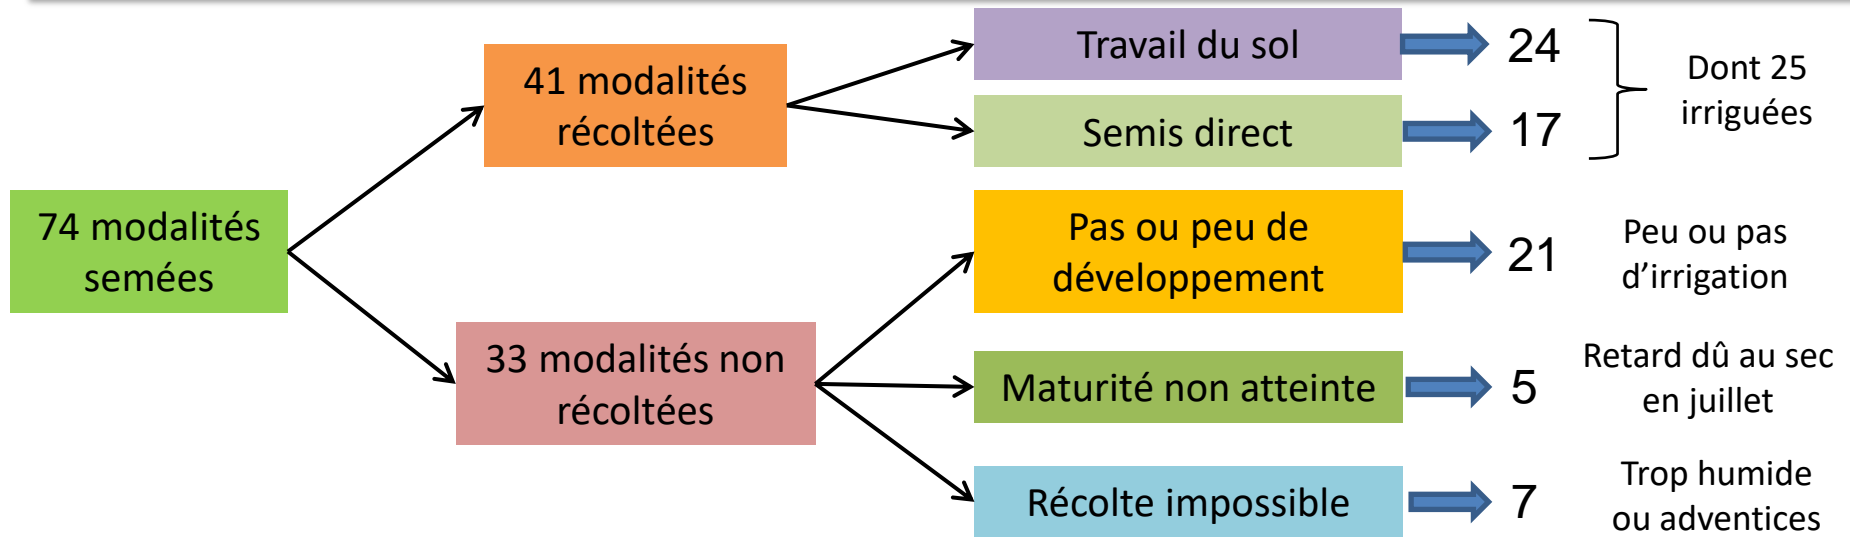 74 modalités
semées
41 modalités
récoltées
33 modalités non
récoltées
Travail du sol
24
Semis direct
17
Dont 25
irriguées
Pas ou peu de
développement
21
Peu ou pas
d’irrigation
Maturité non atteinte
5
Retard dû au sec
en juillet
Récolte impossible
7
Trop humide
ou adventices